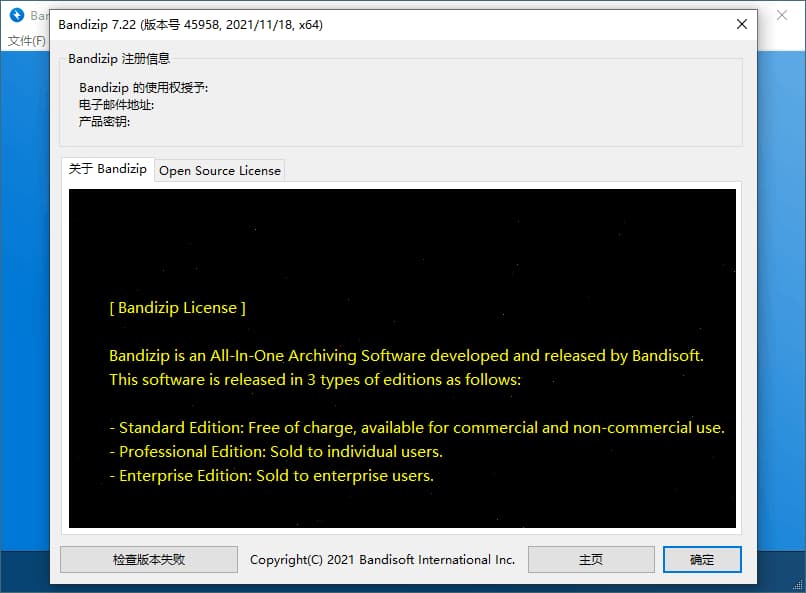 Ban
文件(F)
Bandizip 7.22 (版本号 45958, 2021/11/18, x64)
Bandizip 注册信息
Bandizip 的使用权授予:
电子邮件地址:
产品密钥:
关于 Bandizip
Open Source License
[ Bandizip License ]
Bandizip is an All-In-One Archiving Software developed and released by Bandisoft.
This software is released in 3 types of editions as follows:
- Standard Edition: Free of charge, available for commercial and non-commercial use.
- Professional Edition: Sold to individual users.
- Enterprise Edition: Sold to enterprise users.
检查版本失败
Copyright(C) 2021 Bandisoft International Inc.
主页
确定